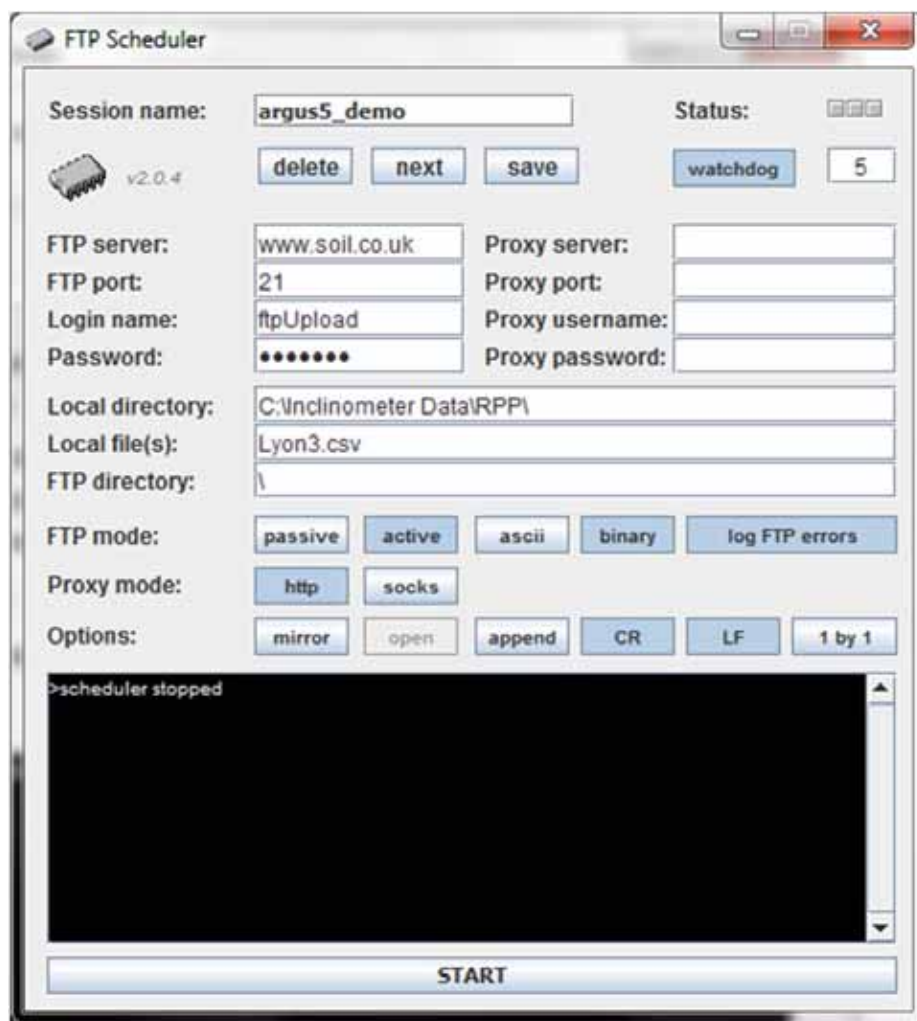 FTP Scheduler
Session name: argus5_demo Status:
v2.0.4 delete next save watchdog 5
FTP server: www.soil.co.uk Proxy server:
FTP port: 21 Proxy port:
Login name: ftpUpload Proxy username:
Password: ••••••• Proxy password:
Local directory: C:\Inclinometer Data\RPP\
Local file(s): Lyon3.csv
FTP directory: \
FTP mode: passive active ascii binary log FTP errors
Proxy mode: http socks
Options: mirror open append CR LF 1 by 1
>scheduler stopped
START